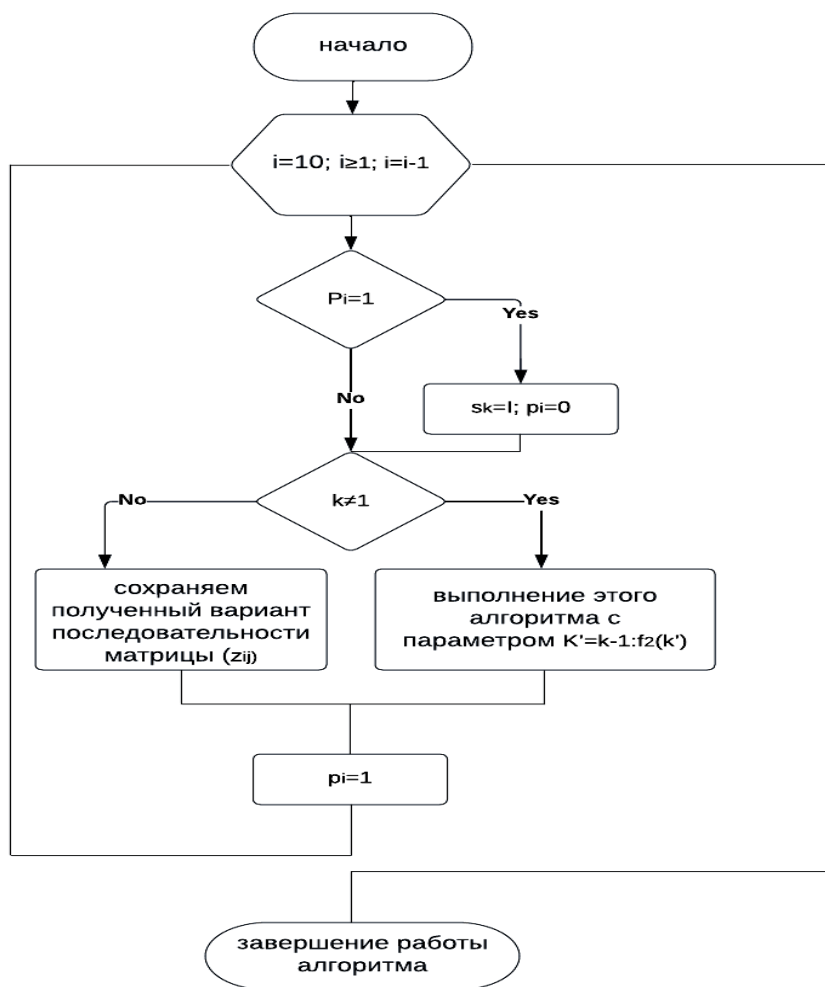 начало
i=10; i≥1; i=i-1
Pi=1
Yes
No
sk=I; pi=0
k≠1
No
Yes
сохраняем
полученный вариант
последовательности
матрицы (zij)
выполнение этого
алгоритма с
параметром K'=k-1:f2(k')
pi=1
завершение работы
алгоритма